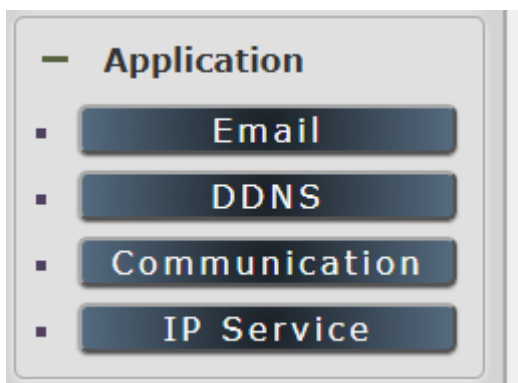 Application
Email
DDNS
Communication
IP Service